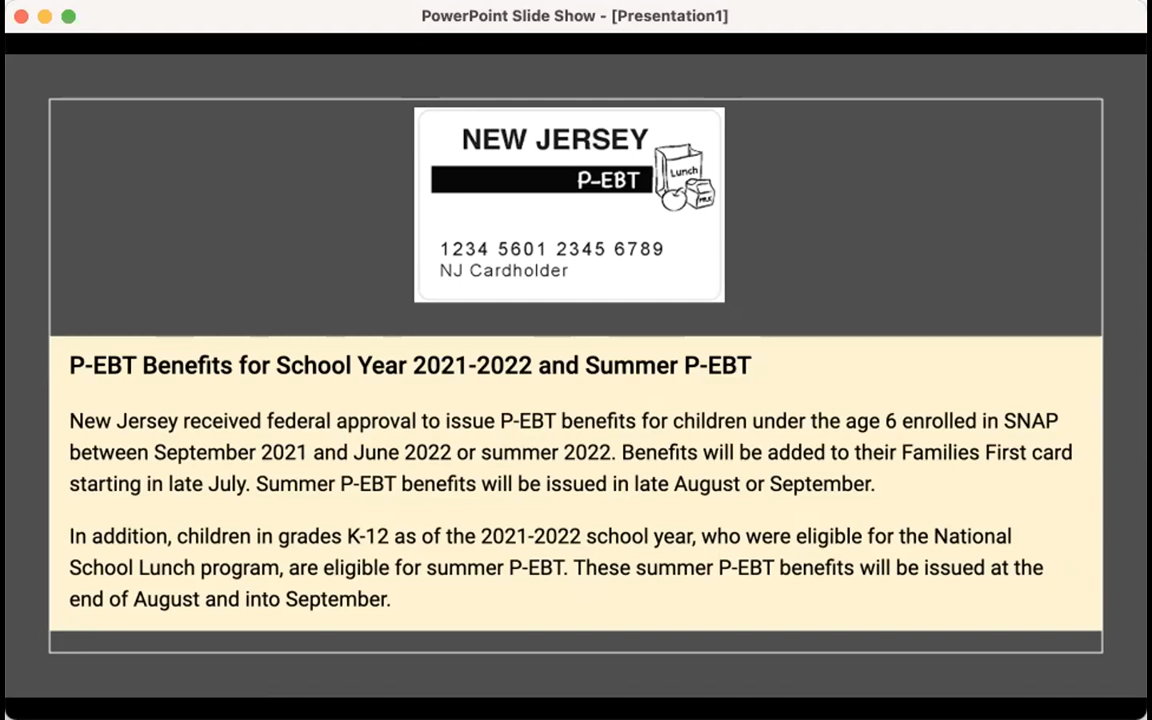 PowerPoint Slide Show - [Presentation1]
NEW JERSEY
P-EBT
Lunch
MILK
1234 5601 2345 6789
NJ Cardholder
P-EBT Benefits for School Year 2021-2022 and Summer P-EBT
New Jersey received federal approval to issue P-EBT benefits for children under the age 6 enrolled in SNAP
between September 2021 and June 2022 or summer 2022. Benefits will be added to their Families First card
starting in late July. Summer P-EBT benefits will be issued in late August or September.
In addition, children in grades K-12 as of the 2021-2022 school year, who were eligible for the National
School Lunch program, are eligible for summer P-EBT. These summer P-EBT benefits will be issued at the
end of August and into September.